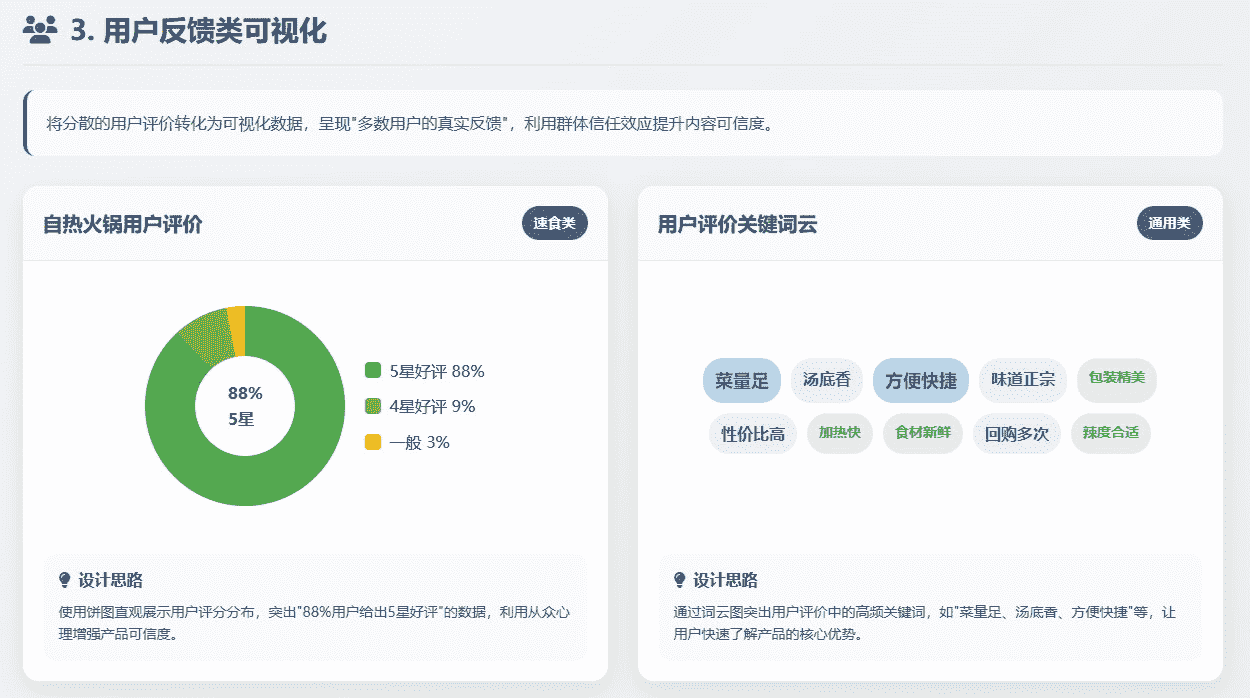 3. 用户反馈类可视化
将分散的用户评价转化为可视化数据，呈现"多数用户的真实反馈"，利用群体信任效应提升内容可信度。
自热火锅用户评价
速食类
88%
5星
5星好评 88%
4星好评 9%
一般 3%
设计思路
使用饼图直观展示用户评分分布，突出"88%用户给出5星好评"的数据，利用从众心
理增强产品可信度。
用户评价关键词云
通用类
菜量足 汤底香 方便快捷 味道正宗 包装精美
性价比高 加热快 食材新鲜 回购多次 辣度合适
设计思路
通过词云图突出用户评价中的高频关键词，如"菜量足、汤底香、方便快捷"等，让
用户快速了解产品的核心优势。